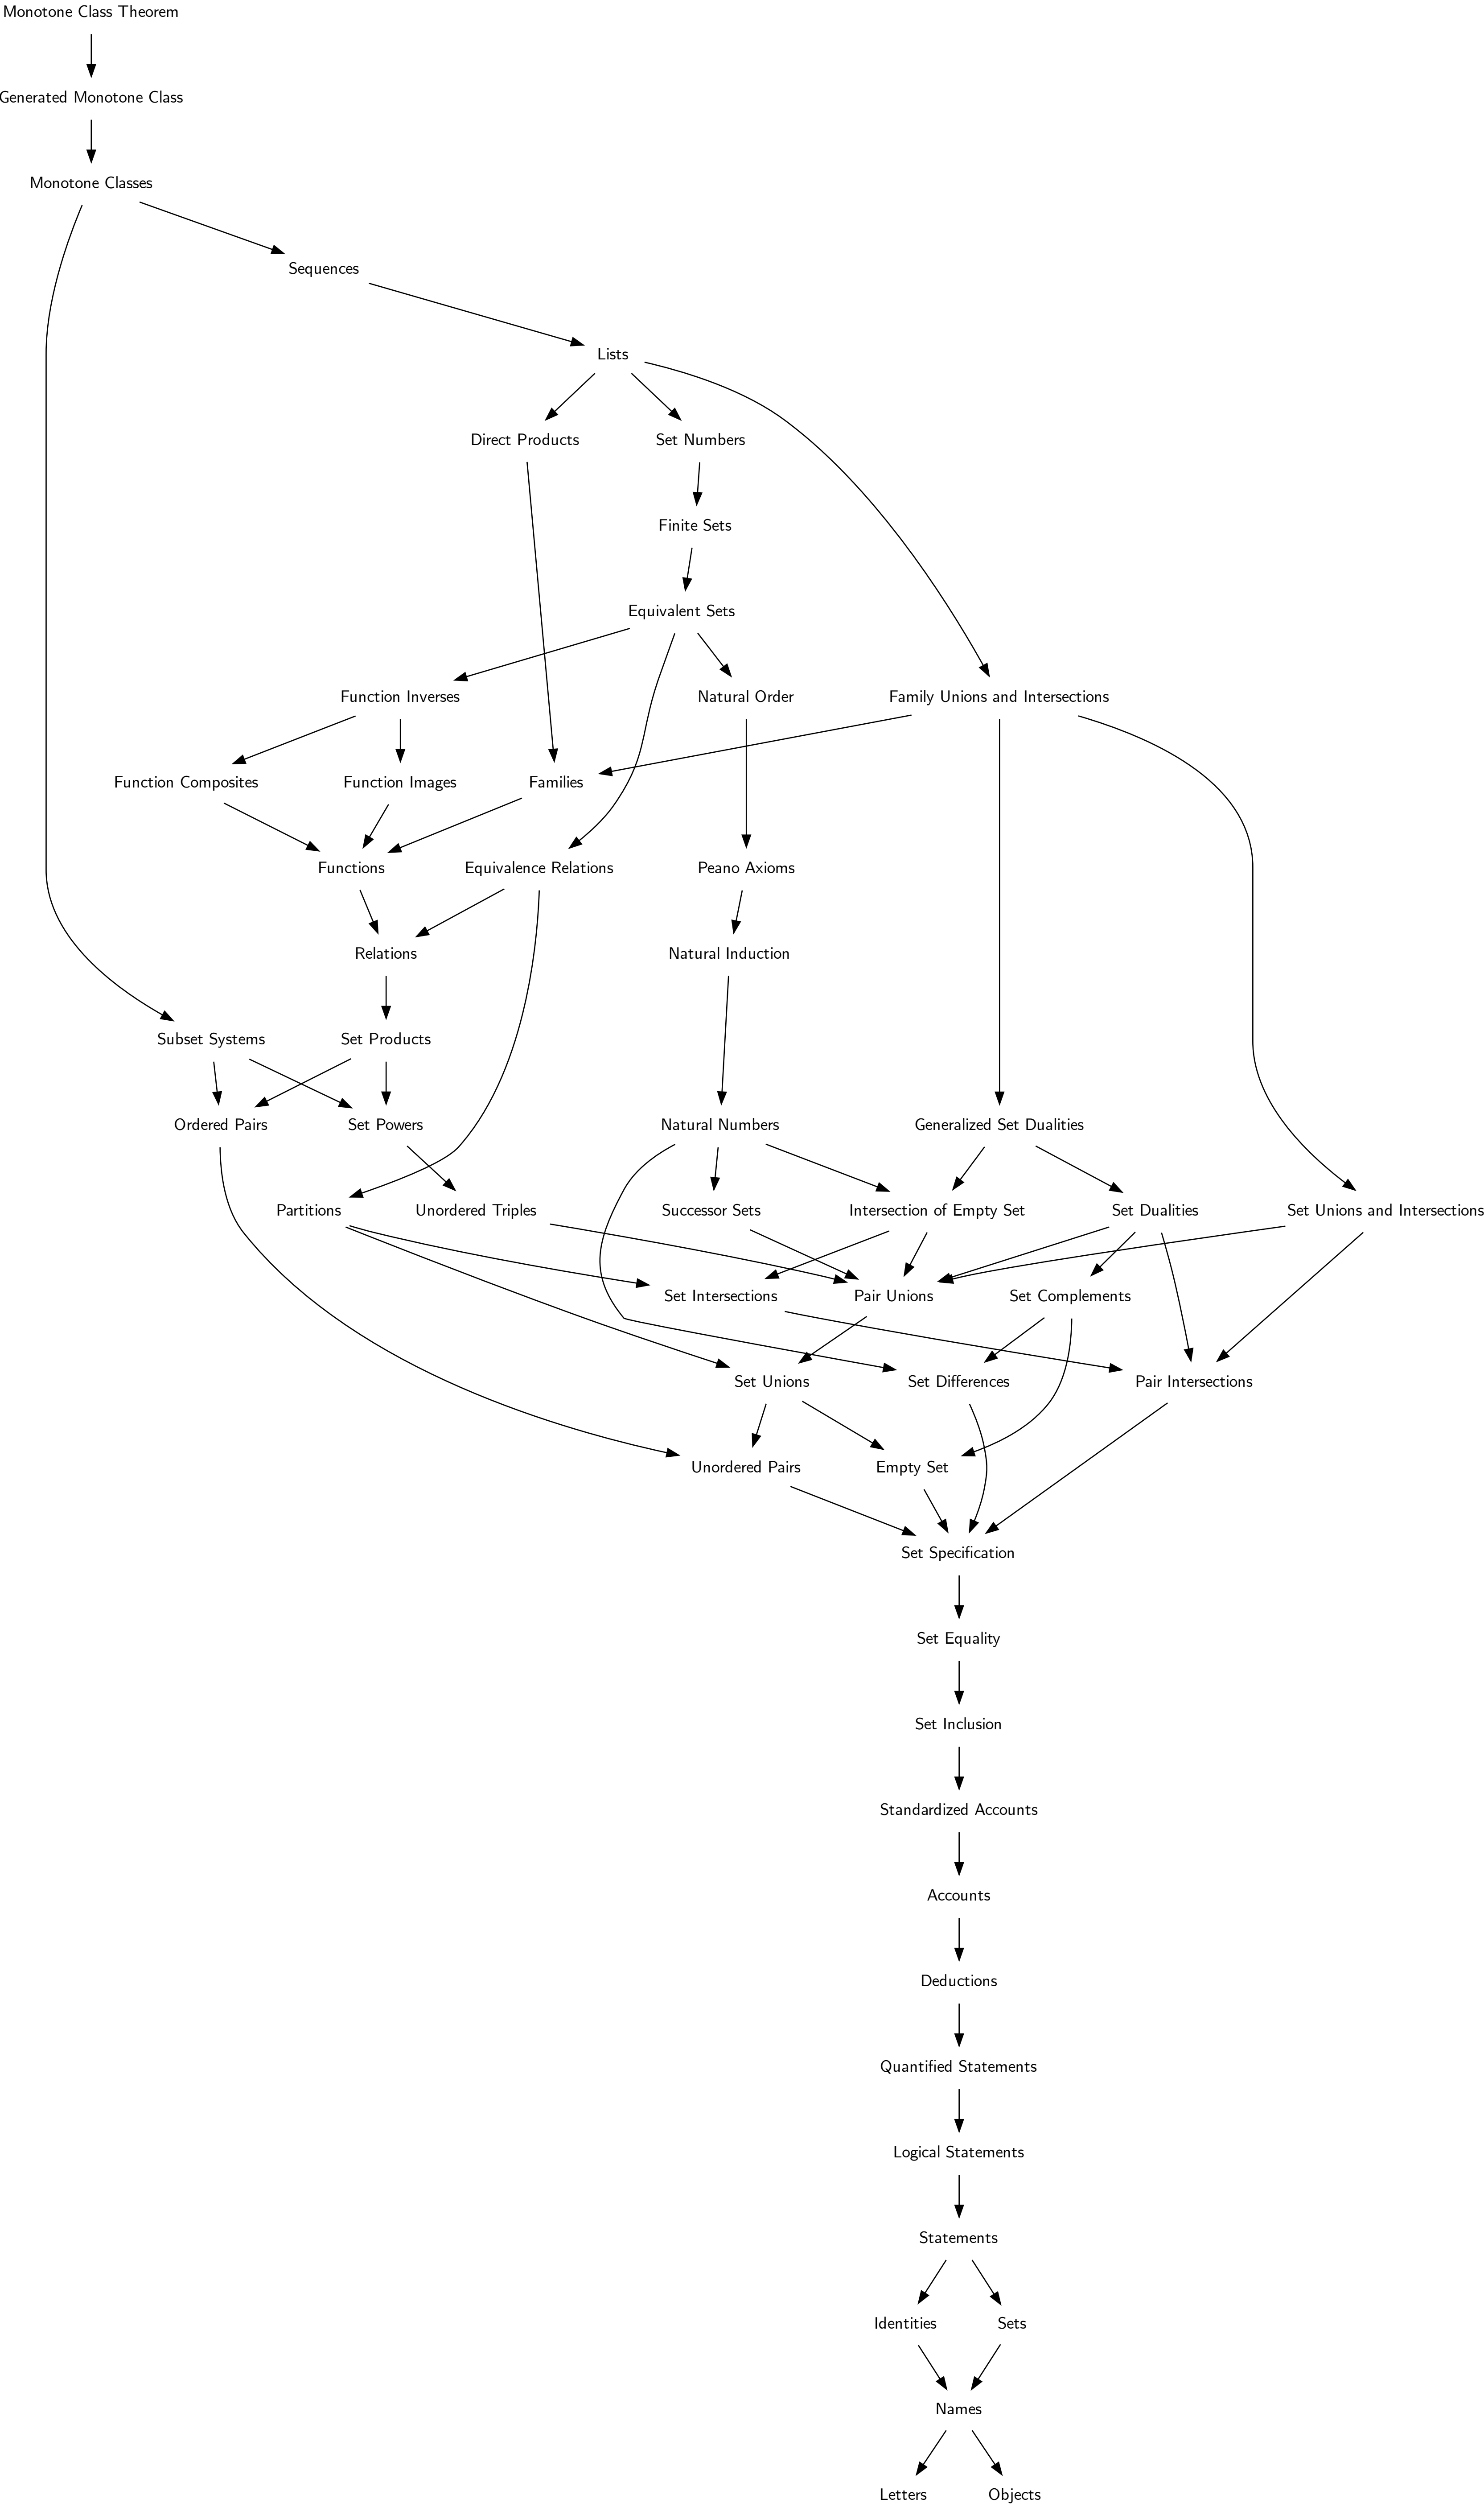 Monotone Class Theorem
Generated Monotone Class
Monotone Classes
Sequences
Lists
Direct Products
Set Numbers
Finite Sets
Equivalent Sets
Function Inverses
Natural Order
Family Unions and Intersections
Function Composites
Function Images
Families
Functions
Equivalence Relations
Peano Axioms
Relations
Natural Induction
Subset Systems
Set Products
Ordered Pairs
Set Powers
Natural Numbers
Generalized Set Dualities
Partitions
Unordered Triples
Successor Sets
Intersection of Empty Set
Set Dualities
Set Unions and Intersections
Set Intersections
Pair Unions
Set Complements
Set Unions
Set Differences
Pair Intersections
Unordered Pairs
Empty Set
Set Specification
Set Equality
Set Inclusion
Standardized Accounts
Accounts
Deductions
Quantified Statements
Logical Statements
Statements
Identities
Sets
Names
Letters
Objects